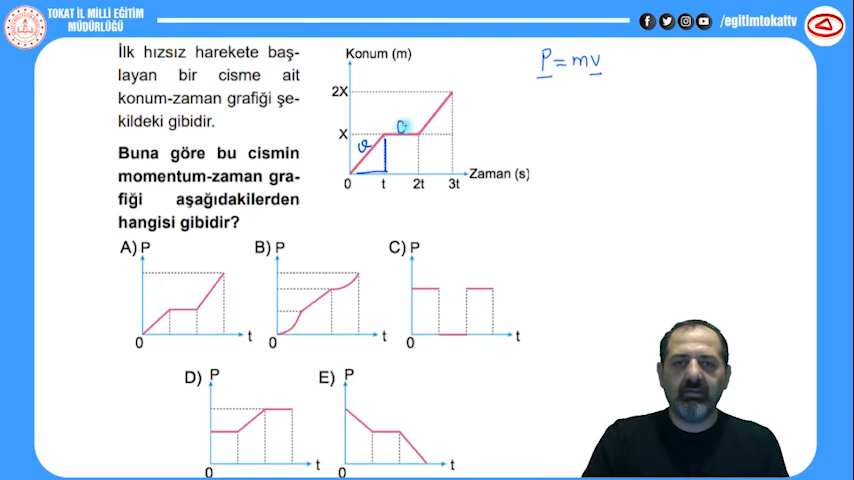 TOKAT İL MİLLİ EĞİTİM
MÜDÜRLÜĞÜ
/egitimtokattv
İlk hızsız harekete baş-
layan bir cisme ait
konum-zaman grafiği şe-
kildeki gibidir.
Buna göre bu cismin
momentum-zaman gra-
fiği aşağıdakilerden
hangisi gibidir?
Konum (m)
2X
X
0
t
2t
3t
Zaman (s)
P = mv
A) P
0
t
B) P
0
t
C) P
0
t
D) P
0
t
E) P
0
t